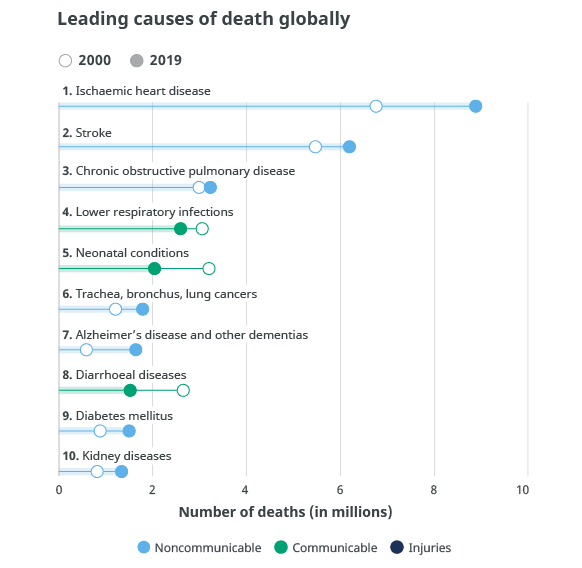 Leading causes of death globally
2000 2019
1. Ischaemic heart disease
2. Stroke
3. Chronic obstructive pulmonary disease
4. Lower respiratory infections
5. Neonatal conditions
6. Trachea, bronchus, lung cancers
7. Alzheimer’s disease and other dementias
8. Diarrhoeal diseases
9. Diabetes mellitus
10. Kidney diseases
0 2 4 6 8 10
Number of deaths (in millions)
Noncommunicable Communicable Injuries